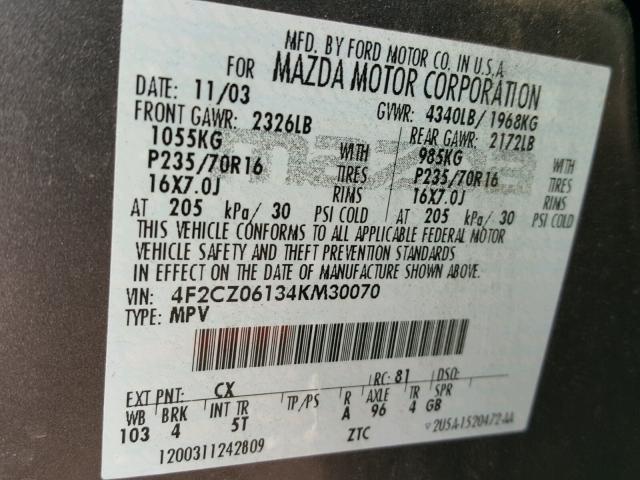 MFD. BY FORD MOTOR CO. IN U.S.A
FOR MAZDA MOTOR CORPORATION
DATE: 11/03 GVWR: 4340LB/1968KG
FRONT GAWR: 2326LB REAR GAWR: 2172LB
1055KG WITH 985KG WITH
P235/70R16 TIRES P235/70R16 TIRES
16X7.0J RIMS 16X7.0J RIMS
AT 205 kPa/30 PSI COLD AT 205 kPa/30 PSI COLD
THIS VEHICLE CONFORMS TO ALL APPLICABLE FEDERAL MOTOR
VEHICLE SAFETY AND THEFT PREVENTION STANDARDS
IN EFFECT ON THE DATE OF MANUFACTURE SHOWN ABOVE.
VIN: 4F2CZ06134KM30070
TYPE: MPV
EXT PNT: CX RC: 81 DSO:
WB BRK INT TR TP/PS R AXLE TR SPR
103 4 5T A 96 4 GB
1200311242809 ZTC 2U5A-1520472-AA